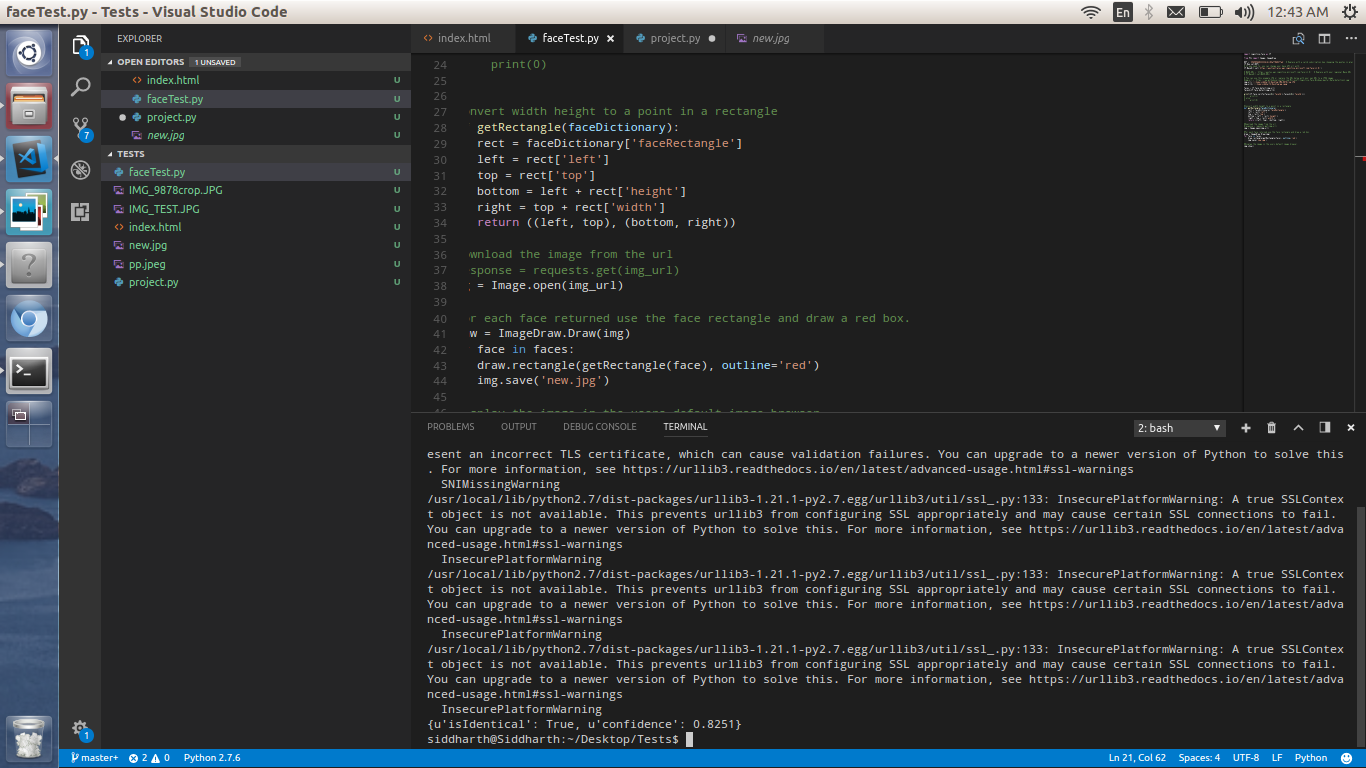 faceTest.py - Tests - Visual Studio Code
En
12:43 AM
EXPLORER
OPEN EDITORS 1 UNSAVED
index.html U
faceTest.py U
project.py U
new.jpg U
TESTS
faceTest.py U
IMG_9878crop.JPG U
IMG_TEST.JPG U
index.html U
new.jpg U
pp.jpeg U
project.py U
1
7
1
index.html faceTest.py project.py new.jpg
24 print(0)
25
26
27 nvert width height to a point in a rectangle
28 getRectangle(faceDictionary):
29 rect = faceDictionary['faceRectangle']
30 left = rect['left']
31 top = rect['top']
32 bottom = left + rect['height']
33 right = top + rect['width']
34 return ((left, top), (bottom, right))
35
36 wnload the image from the url
37 sponse = requests.get(img_url)
38 = Image.open(img_url)
39
40 r each face returned use the face rectangle and draw a red box.
41 w = ImageDraw.Draw(img)
42 face in faces:
43 draw.rectangle(getRectangle(face), outline='red')
44 img.save('new.jpg')
45
PROBLEMS OUTPUT DEBUG CONSOLE TERMINAL 2: bash
esent an incorrect TLS certificate, which can cause validation failures. You can upgrade to a newer version of Python to solve this
. For more information, see https://urllib3.readthedocs.io/en/latest/advanced-usage.html#ssl-warnings
SNIMissingWarning
/usr/local/lib/python2.7/dist-packages/urllib3-1.21.1-py2.7.egg/urllib3/util/ssl_.py:133: InsecurePlatformWarning: A true SSLContex
t object is not available. This prevents urllib3 from configuring SSL appropriately and may cause certain SSL connections to fail.
You can upgrade to a newer version of Python to solve this. For more information, see https://urllib3.readthedocs.io/en/latest/adva
nced-usage.html#ssl-warnings
InsecurePlatformWarning
/usr/local/lib/python2.7/dist-packages/urllib3-1.21.1-py2.7.egg/urllib3/util/ssl_.py:133: InsecurePlatformWarning: A true SSLContex
t object is not available. This prevents urllib3 from configuring SSL appropriately and may cause certain SSL connections to fail.
You can upgrade to a newer version of Python to solve this. For more information, see https://urllib3.readthedocs.io/en/latest/adva
nced-usage.html#ssl-warnings
InsecurePlatformWarning
/usr/local/lib/python2.7/dist-packages/urllib3-1.21.1-py2.7.egg/urllib3/util/ssl_.py:133: InsecurePlatformWarning: A true SSLContex
t object is not available. This prevents urllib3 from configuring SSL appropriately and may cause certain SSL connections to fail.
You can upgrade to a newer version of Python to solve this. For more information, see https://urllib3.readthedocs.io/en/latest/adva
nced-usage.html#ssl-warnings
InsecurePlatformWarning
{u'isIdentical': True, u'confidence': 0.8251}
siddharth@Siddharth:~/Desktop/Tests$
master+ 2 0 Python 2.7.6 Ln 21, Col 62 Spaces: 4 UTF-8 LF Python